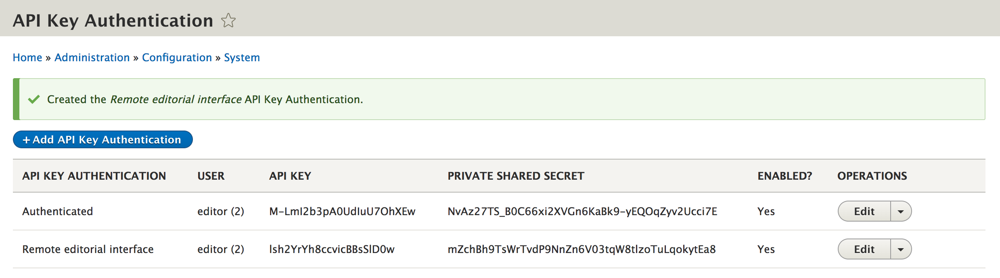 API Key Authentication
Home » Administration » Configuration » System
Created the Remote editorial interface API Key Authentication.
+ Add API Key Authentication
API KEY AUTHENTICATION USER API KEY PRIVATE SHARED SECRET ENABLED? OPERATIONS
Authenticated editor (2) M-LmI2b3pA0UdIuU7OhXEw NvAz27TS_B0C66xi2XVGn6KaBk9-yEQOqZyv2Ucci7E Yes Edit
Remote editorial interface editor (2) lsh2YrYh8ccvicBBsSlD0w mZchBh9TsWrTvdP9NnZn6V03tqW8tlzoTuLqokytEa8 Yes Edit